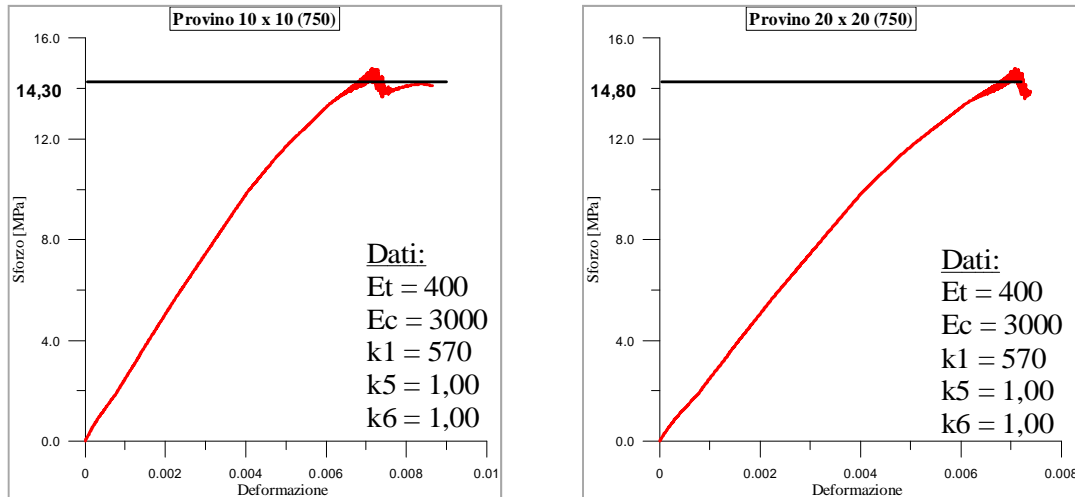 Provino 10 x 10 (750)
16.0
14,30
12.0
8.0
4.0
0.0
Sforzo [MPa]
Dati:
Et = 400
Ec = 3000
k1 = 570
k5 = 1,00
k6 = 1,00
0
0.002
0.004
0.006
0.008
0.01
Deformazione
Provino 20 x 20 (750)
16.0
14,80
12.0
8.0
4.0
0.0
Sforzo [MPa]
Dati:
Et = 400
Ec = 3000
k1 = 570
k5 = 1,00
k6 = 1,00
0
0.002
0.004
0.006
0.008
Deformazione